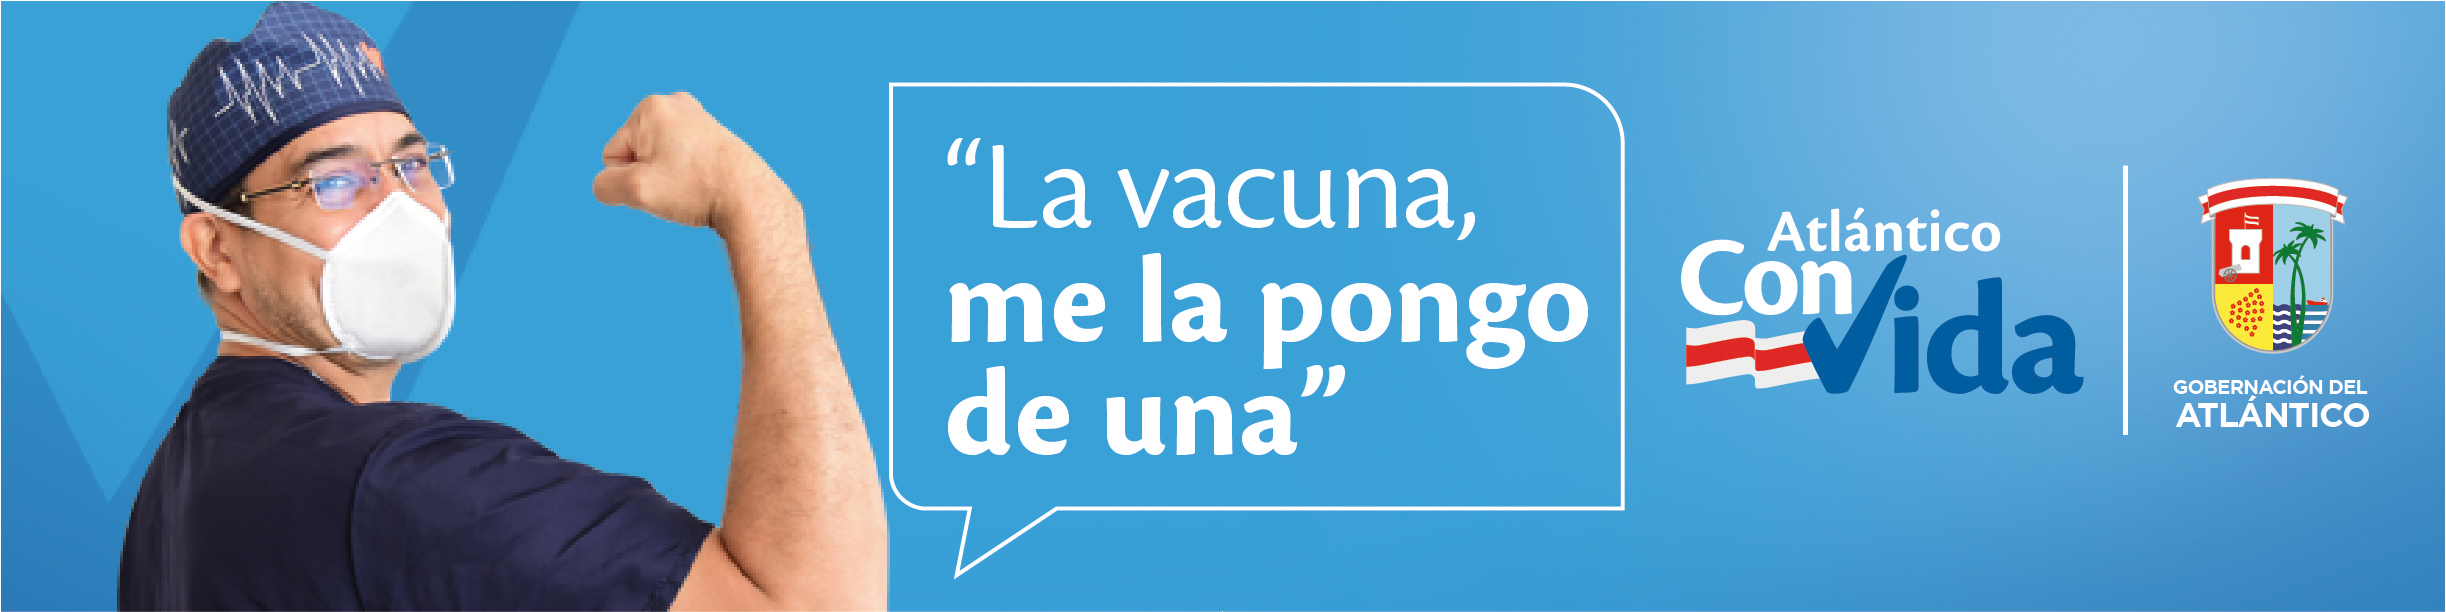 “La vacuna,
me la pongo
de una”
Atlántico
Con
Vida
GOBERNACIÓN DEL
ATLÁNTICO